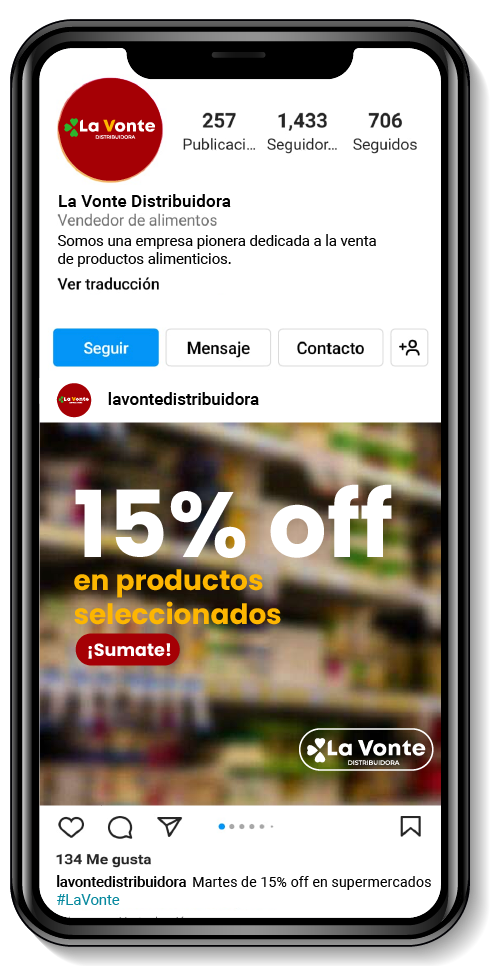 La Vonte
DISTRIBUIDORA
257
1,433
706
Publicaci...
Seguidor...
Seguidos
La Vonte Distribuidora
Vendedor de alimentos
Somos una empresa pionera dedicada a la venta
de productos alimenticios.
Ver traducción
Seguir
Mensaje
Contacto
La Vonte
lavontedistribuidora
15% off
en productos
seleccionados
¡Sumate!
La Vonte
DISTRIBUIDORA
134 Me gusta
lavontedistribuidora Martes de 15% off en supermercados
#LaVonte